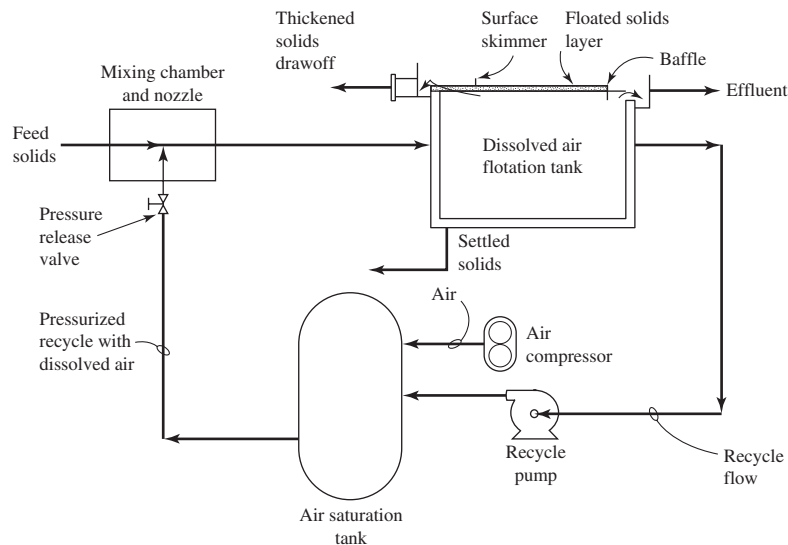 Thickened
solids
drawoff
Surface
skimmer
Floated solids
layer
Baffle
Mixing chamber
and nozzle
Effluent
Feed
solids
Dissolved air
flotation tank
Pressure
release
valve
Settled
solids
Air
Pressurized
recycle with
dissolved air
Air
compressor
Recycle
pump
Recycle
flow
Air saturation
tank